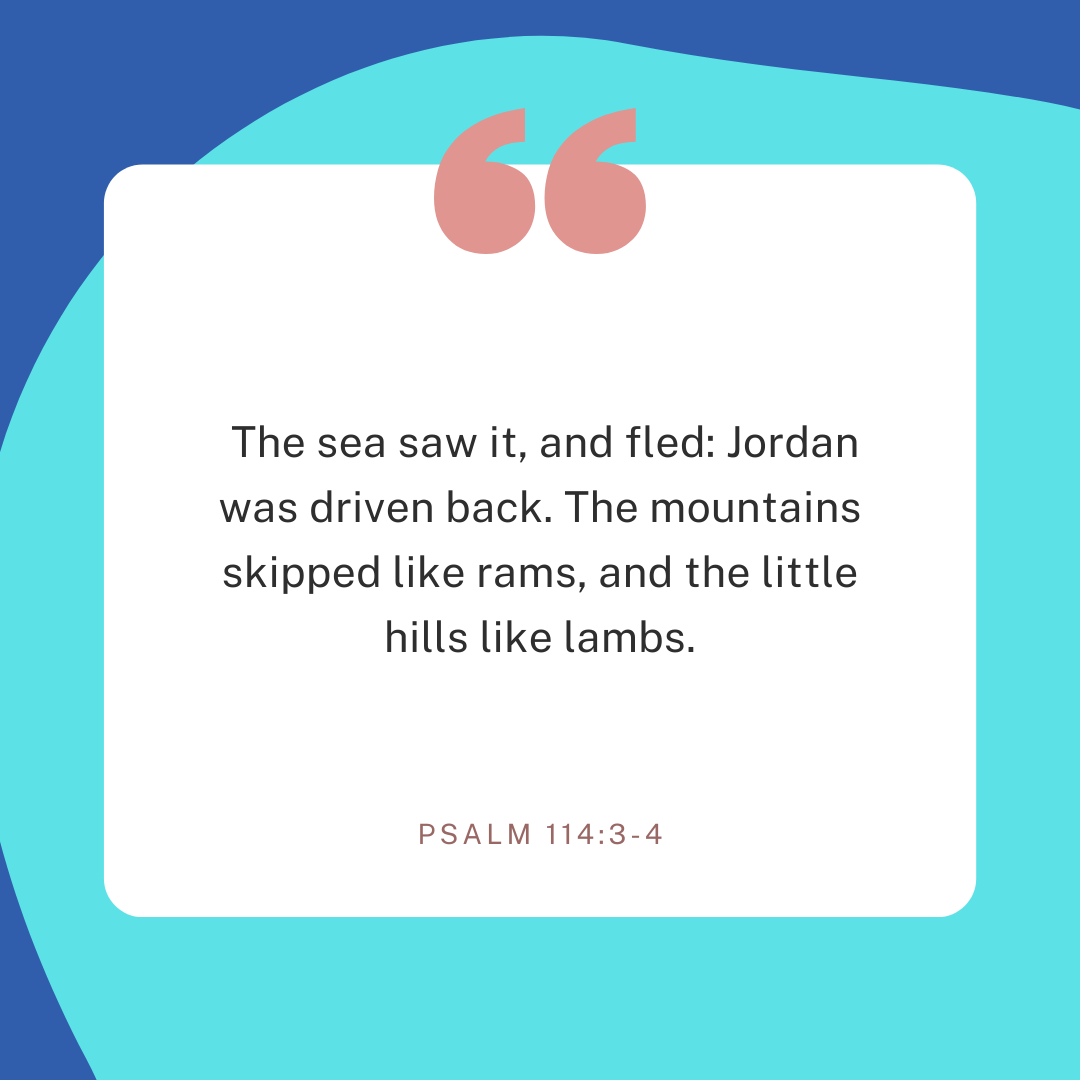 “
The sea saw it, and fled: Jordan
was driven back. The mountains
skipped like rams, and the little
hills like lambs.
PSALM 114:3-4